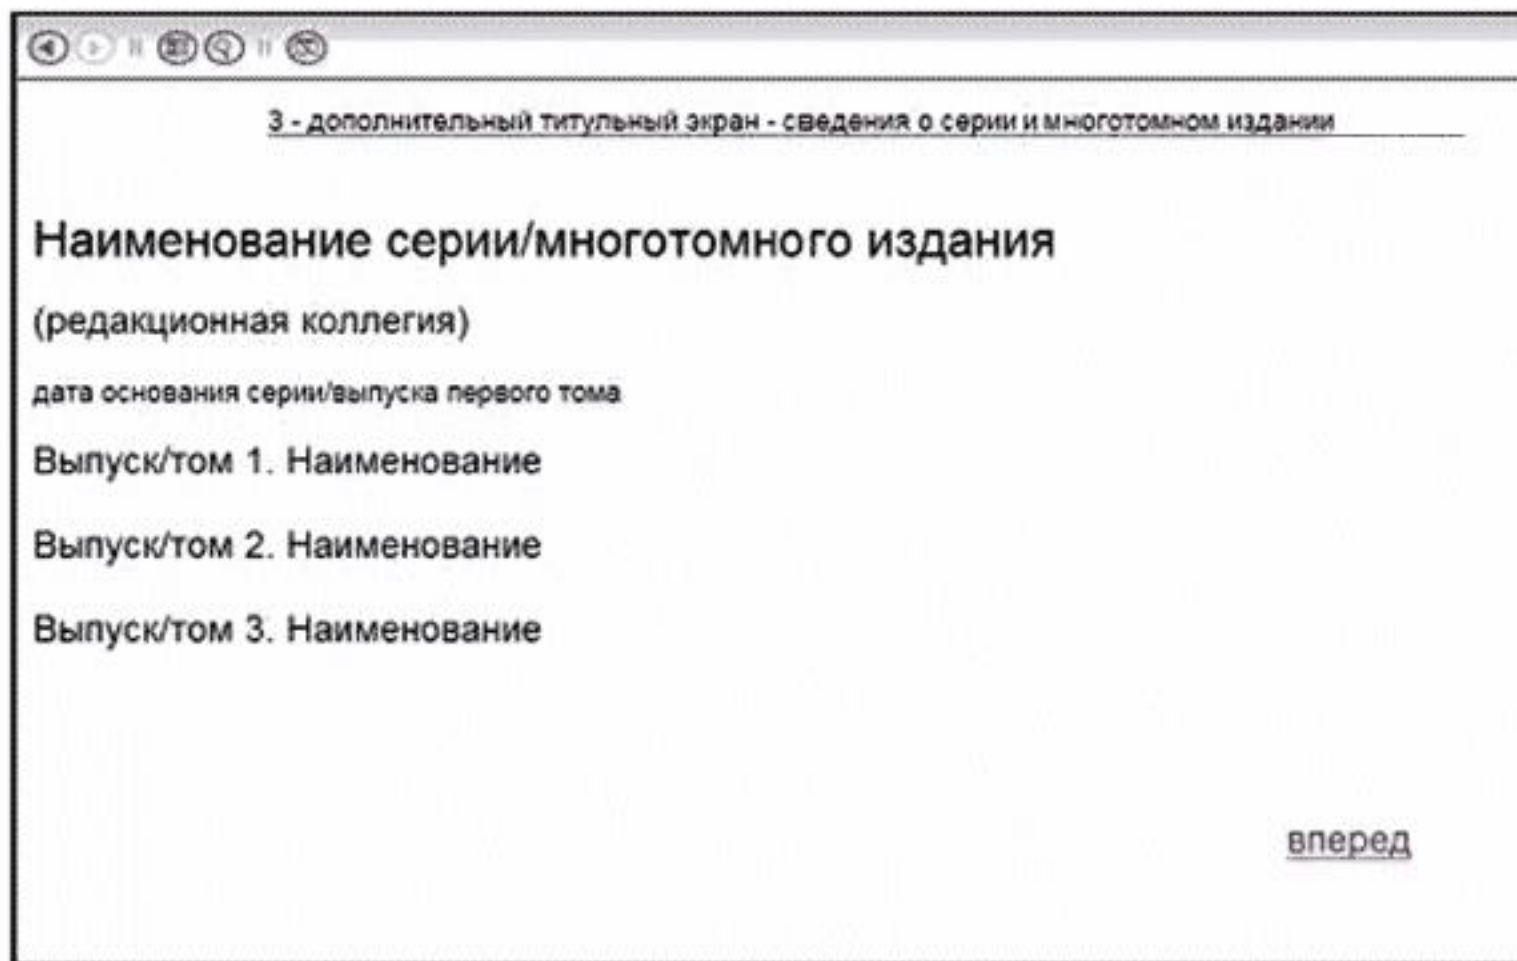 3 - дополнительный титульный экран - сведения о серии и многотомном издании
Наименование серии/многотомного издания
(редакционная коллегия)
дата основания серии/выпуска первого тома
Выпуск/том 1. Наименование
Выпуск/том 2. Наименование
Выпуск/том 3. Наименование
вперед